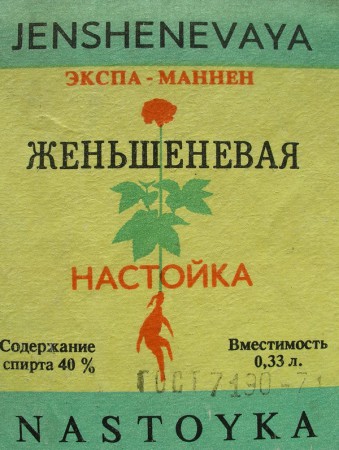 JENSHENEVAYA
ЭКСПА - МАННЕН
ЖЕНЬШЕНЕВАЯ
НАСТОЙКА
Содержание
спирта 40 %
Вместимость
0,33 л.
ГОСТ 7190 - 71
NASTOYKA